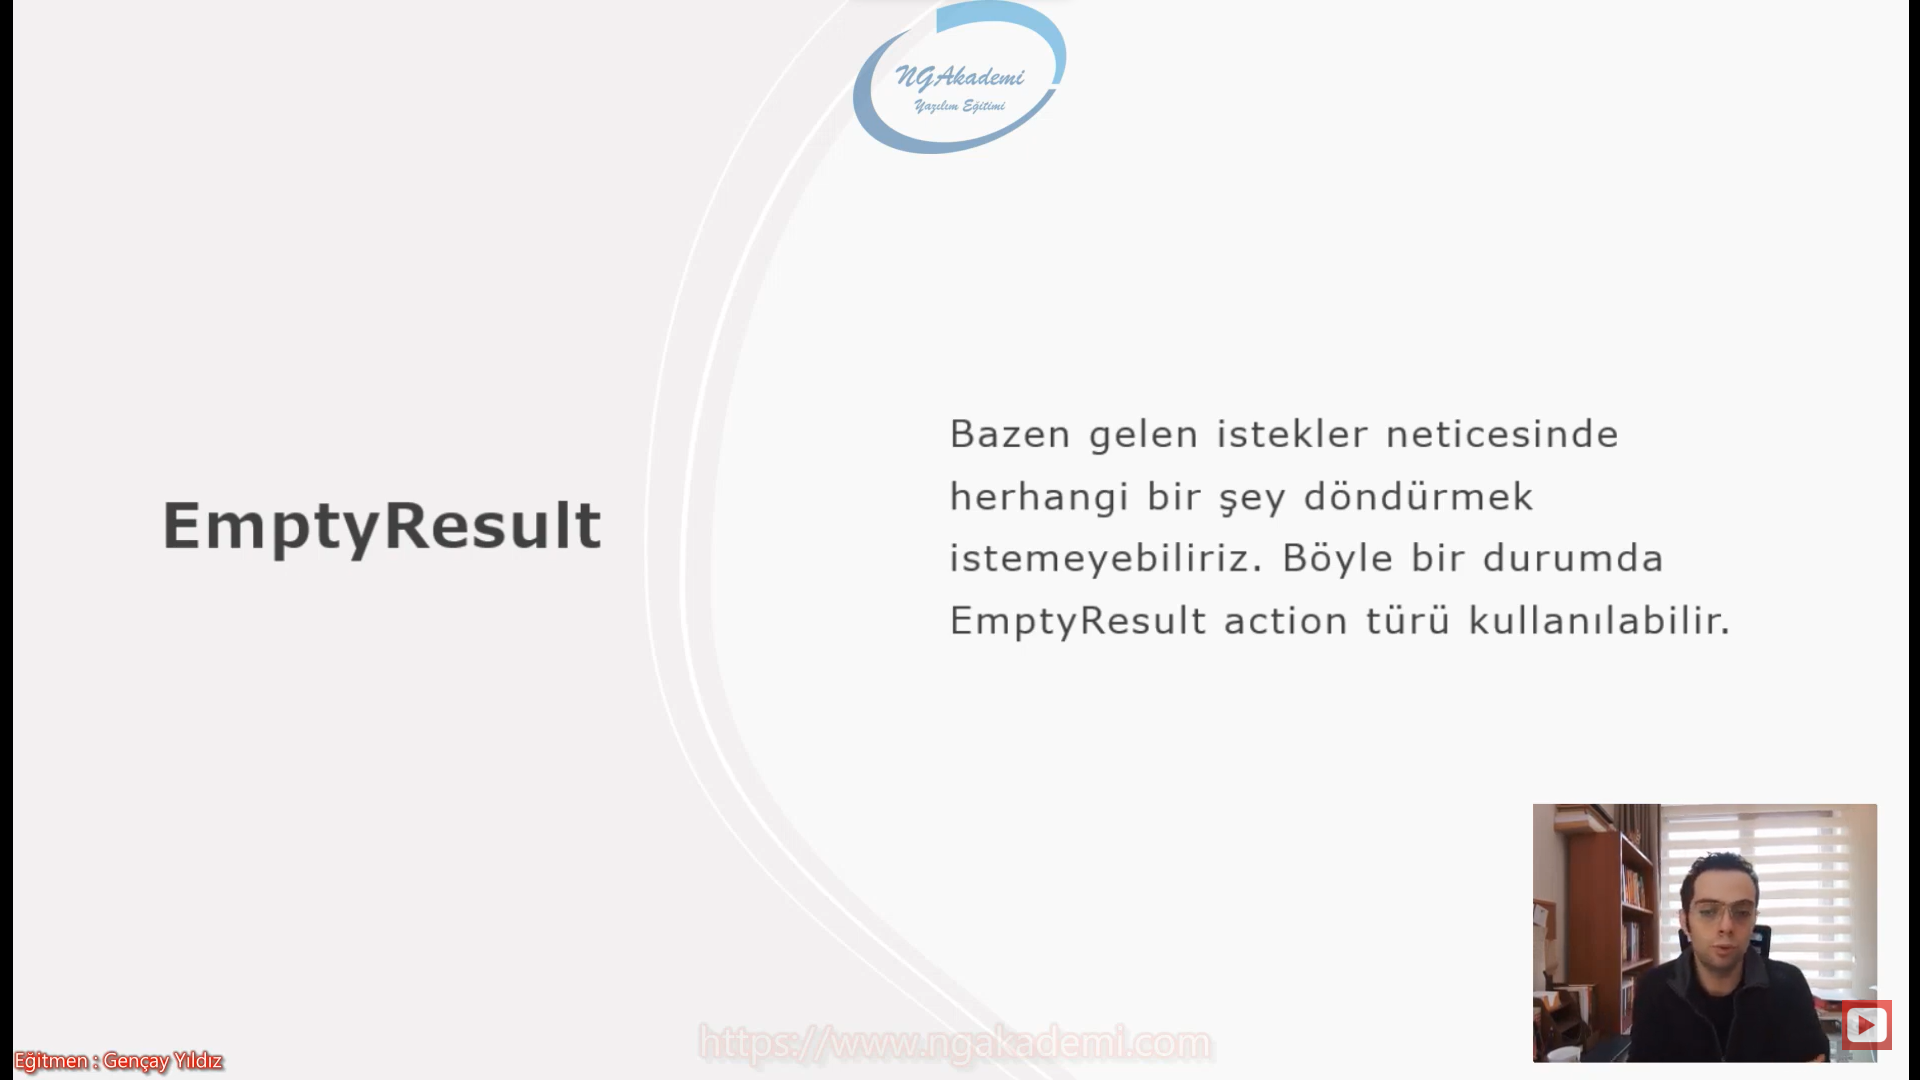 NGAkademi
Yazılım Eğitimi
EmptyResult
Bazen gelen istekler neticesinde
herhangi bir şey döndürmek
istemeyebiliriz. Böyle bir durumda
EmptyResult action türü kullanılabilir.
https://www.ngakademi.com
Eğitmen : Gençay Yıldız